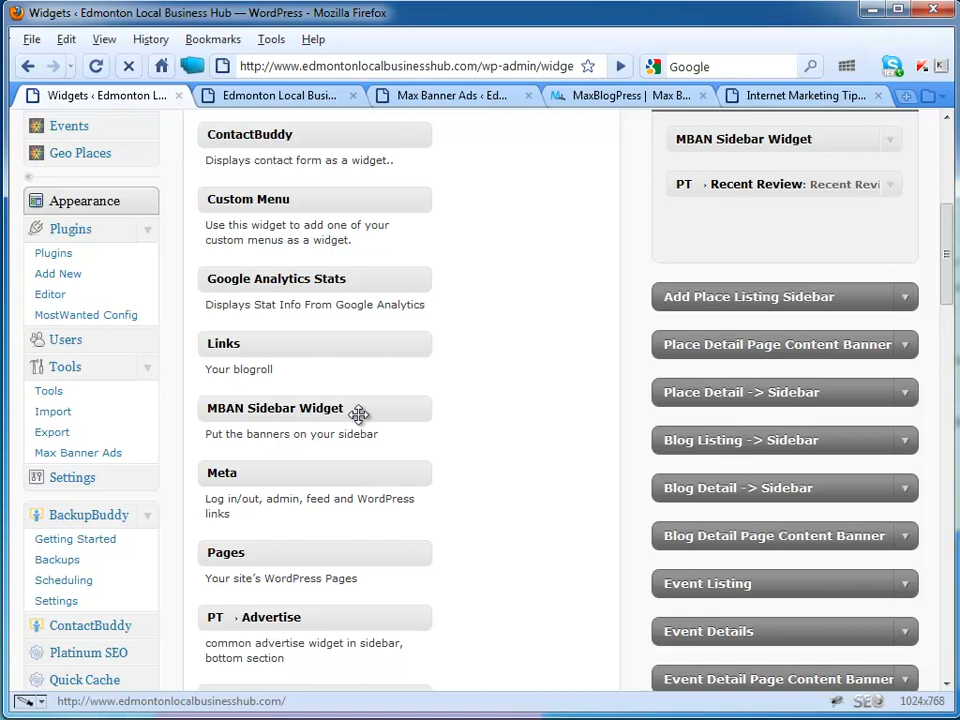 Widgets ‹ Edmonton Local Business Hub — WordPress - Mozilla Firefox
File Edit View History Bookmarks Tools Help
http://www.edmontonlocalbusinesshub.com/wp-admin/widge
Google
Widgets ‹ Edmonton L...
Edmonton Local Busi...
Max Banner Ads ‹ Ed...
MaxBlogPress | Max B...
Internet Marketing Tip...
Events
Geo Places
Appearance
Plugins
Plugins
Add New
Editor
MostWanted Config
Users
Tools
Tools
Import
Export
Max Banner Ads
Settings
BackupBuddy
Getting Started
Backups
Scheduling
Settings
ContactBuddy
Platinum SEO
Quick Cache
ContactBuddy
Displays contact form as a widget..
Custom Menu
Use this widget to add one of your
custom menus as a widget.
Google Analytics Stats
Displays Stat Info From Google Analytics
Links
Your blogroll
MBAN Sidebar Widget
Put the banners on your sidebar
Meta
Log in/out, admin, feed and WordPress
links
Pages
Your site's WordPress Pages
PT › Advertise
common advertise widget in sidebar,
bottom section
MBAN Sidebar Widget
PT › Recent Review: Recent Revi
Add Place Listing Sidebar
Place Detail Page Content Banner
Place Detail -> Sidebar
Blog Listing -> Sidebar
Blog Detail -> Sidebar
Blog Detail Page Content Banner
Event Listing
Event Details
Event Detail Page Content Banner
http://www.edmontonlocalbusinesshub.com/
SEO
1024x768